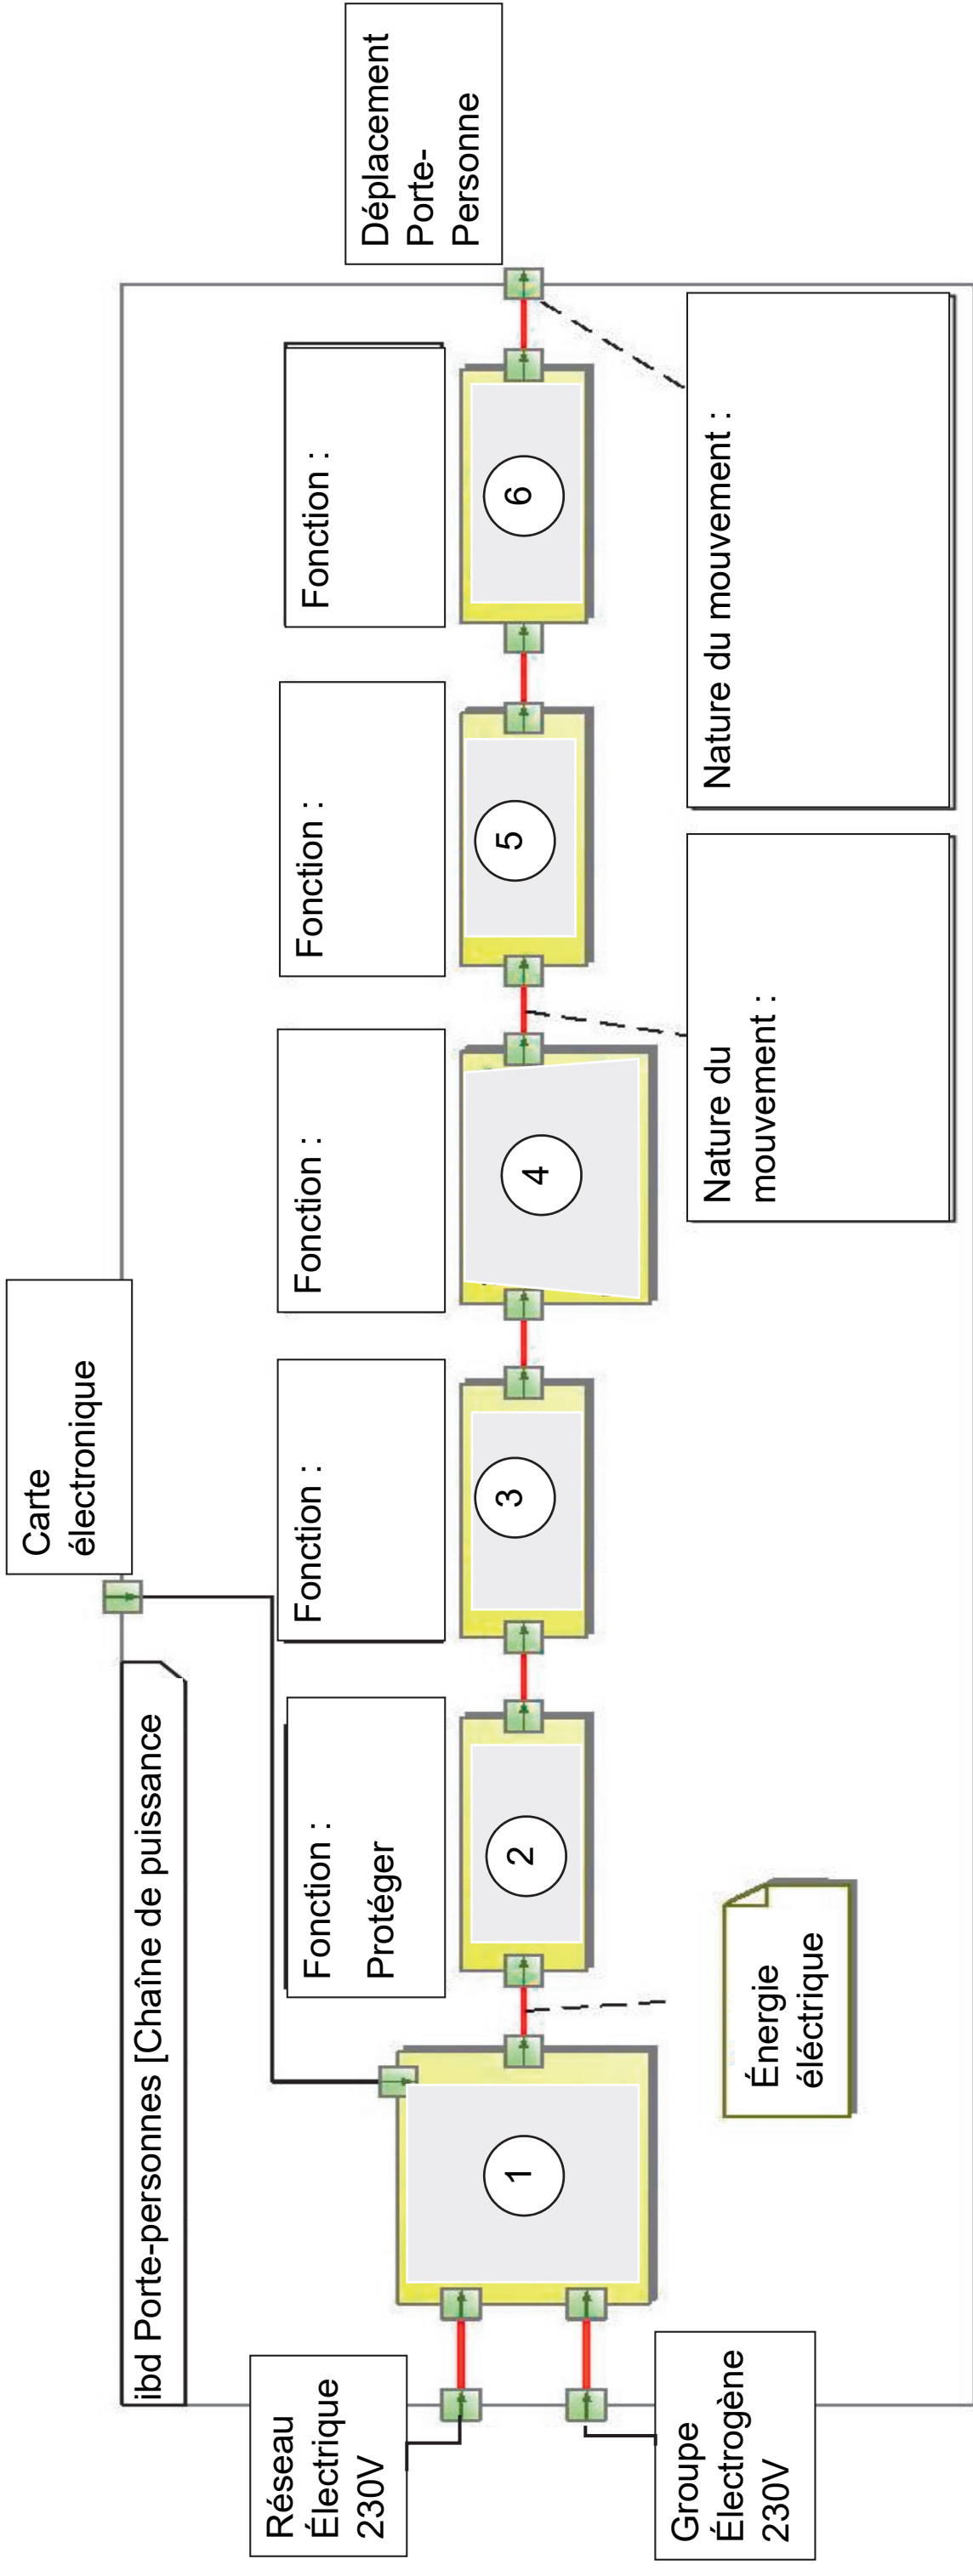 ibd Porte-personnes [Chaîne de puissance
Carte
électronique
Réseau
Électrique
230V
Groupe
Électrogène
230V
1
Énergie
éléctrique
Fonction :
Protéger
2
Fonction :
3
Fonction :
4
Nature du
mouvement :
Fonction :
5
Fonction :
6
Nature du mouvement :
Déplacement
Porte-
Personne